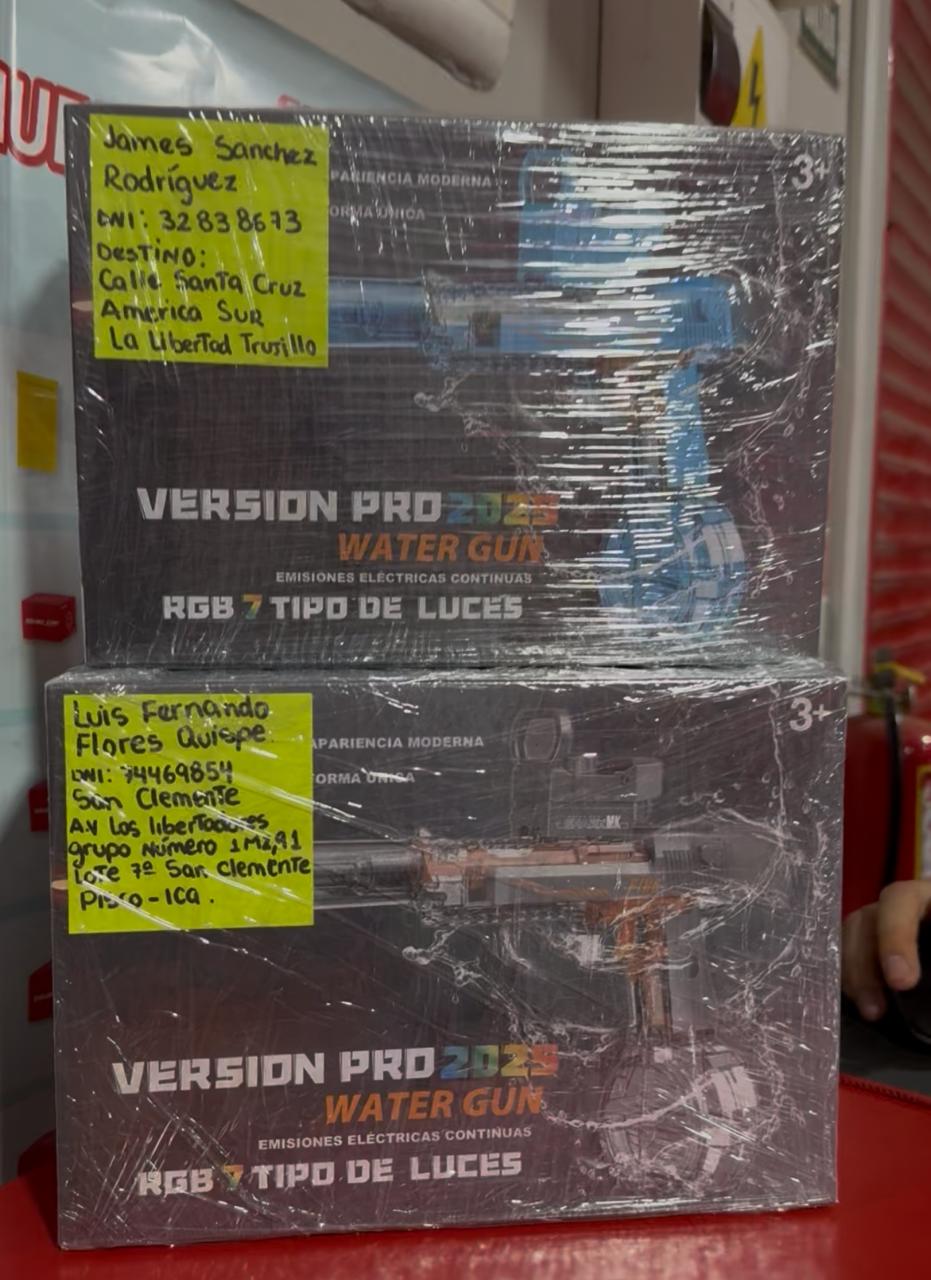 James Sanchez
Rodríguez
DNI: 32838673
DESTINO:
Calle Santa Cruz
America Sur
La Libertad Trujillo
APARIENCIA MODERNA
FORMA UNICA
3+
VERSION PRO 2025
WATER GUN
EMISIONES ELÉCTRICAS CONTINUAS
RGB 7 TIPO DE LUCES
Luis Fernando
Flores Quispe
DNI: 74469854
San Clemente
AV los libertadores
grupo Número 1 Mz,91
Lote 7ª San Clemente
Pisco - Ica .
APARIENCIA MODERNA
FORMA UNICA
3+
VERSION PRO 2025
WATER GUN
EMISIONES ELÉCTRICAS CONTINUAS
RGB 7 TIPO DE LUCES